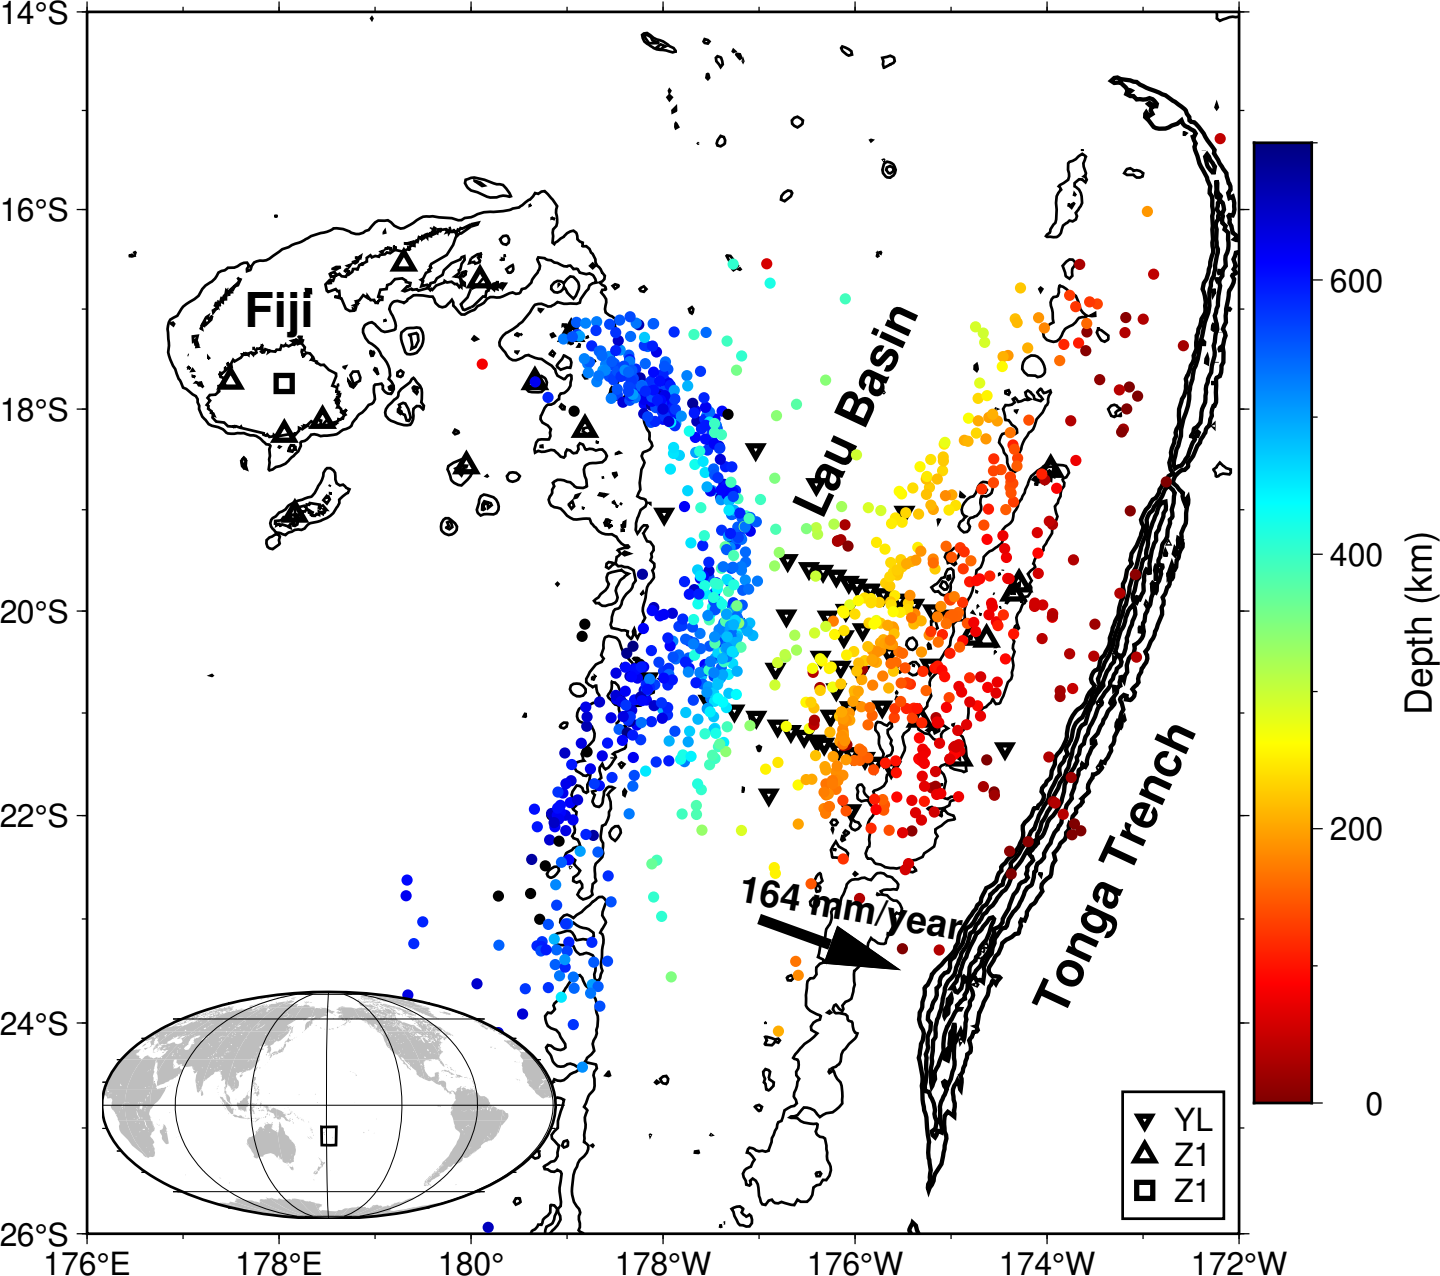 14°S
16°S
18°S
20°S
22°S
24°S
26°S
176°E
178°E
180°
178°W
176°W
174°W
172°W
Fiji
Lau Basin
Tonga Trench
164 mm/year
YL
Z1
Z1
600
400
200
0
Depth (km)